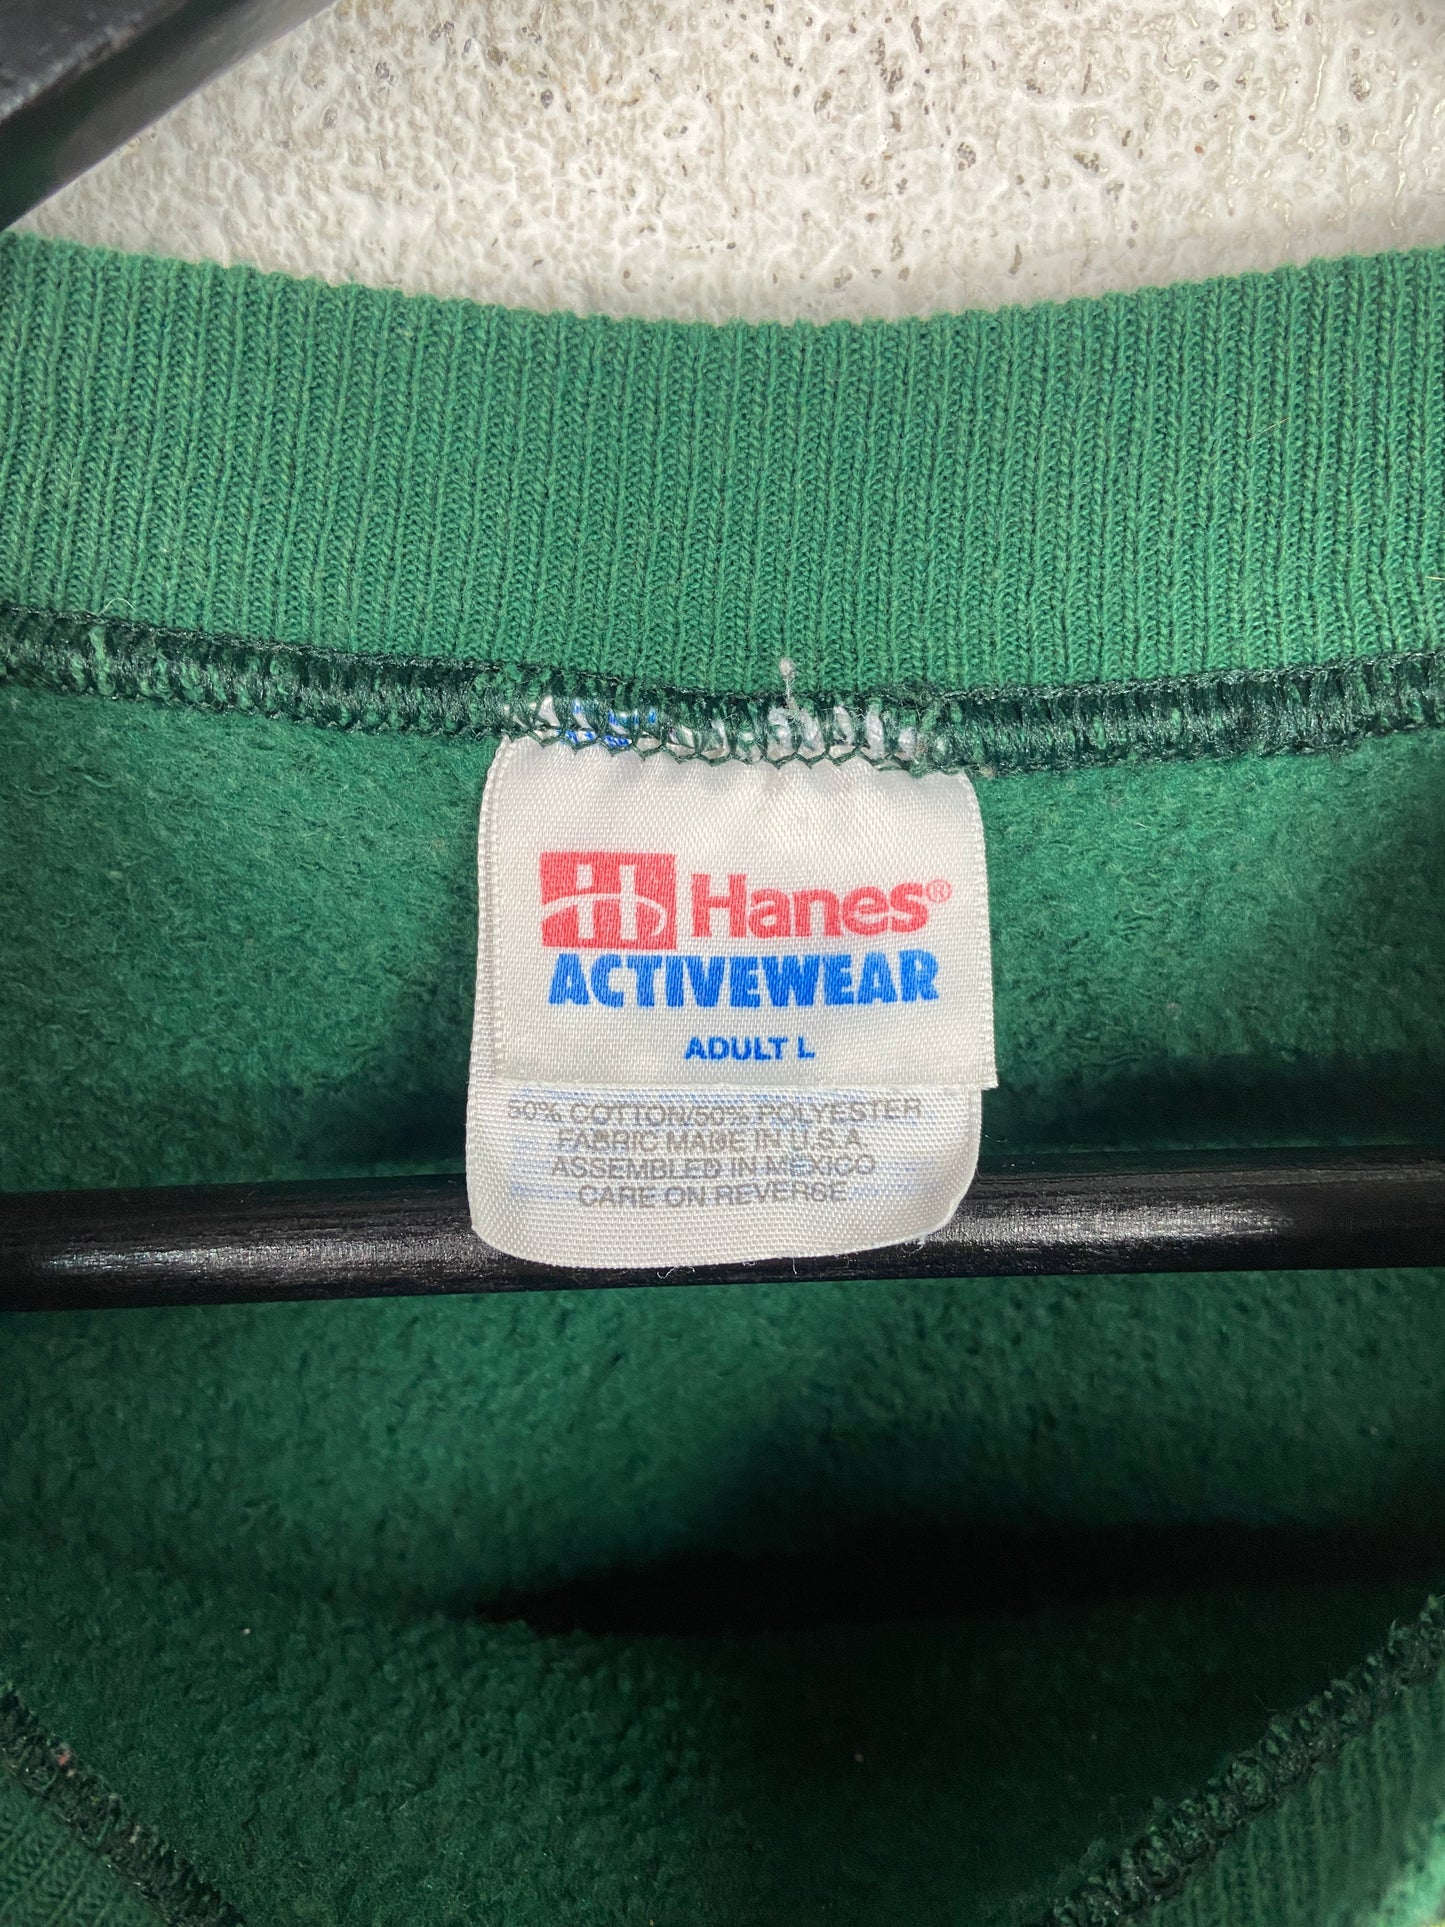 H Hanes®
ACTIVEWEAR
ADULT L
50% COTTON/50% POLYESTER
FABRIC MADE IN U.S.A.
ASSEMBLED IN MEXICO
CARE ON REVERSE